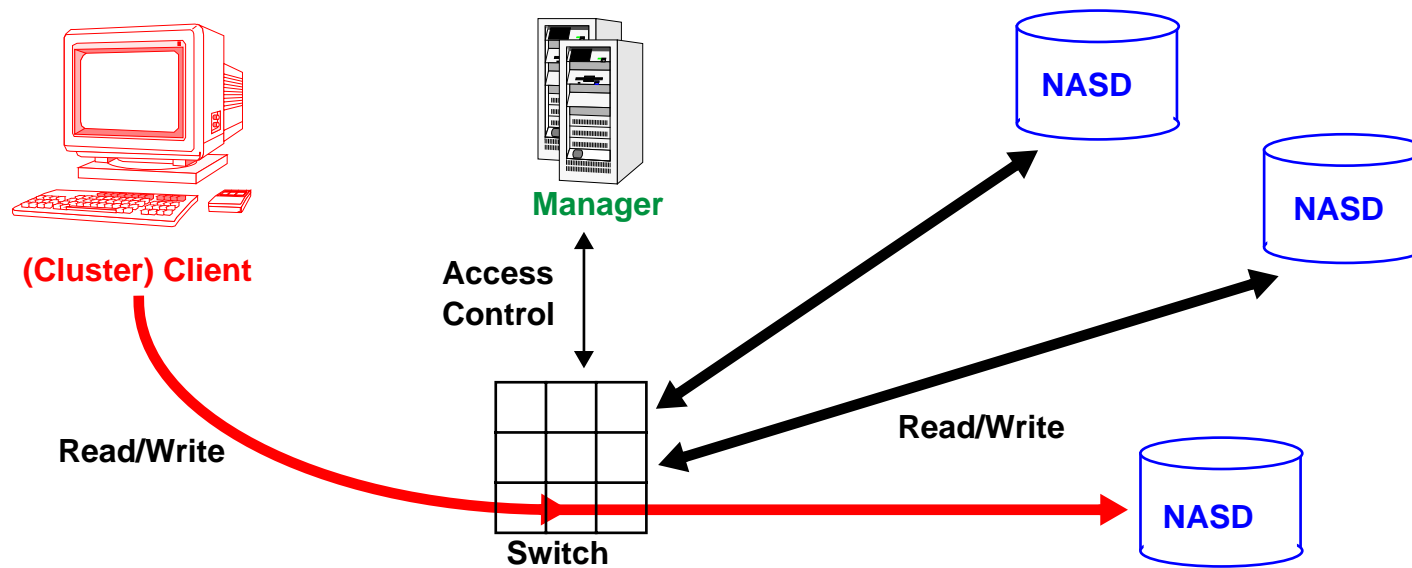 NASD
NASD
Manager
(Cluster) Client
Access
Control
Read/Write
Read/Write
NASD
Switch